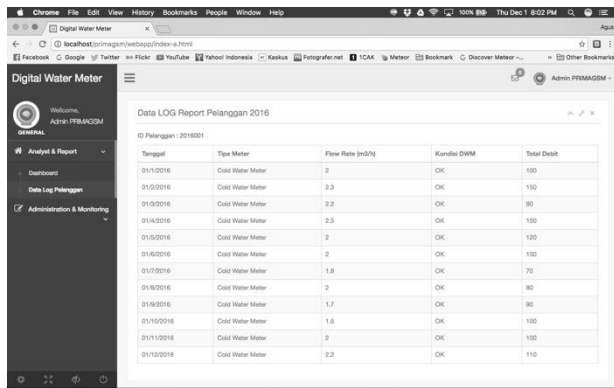 Chrome File Edit View History Bookmarks People Window Help 100% Thu Dec 1 8:02 PM
Digital Water Meter Agus
localhost/primagsm/webapp/index-a.html
Facebook Google Twitter Flickr YouTube Yahoo! Indonesia Kaskus Fotografer.net 1CAK Meteor Bookmark Discover Meteor -... Other Bookmarks
Digital Water Meter
Admin PRIMAGSM
Welcome,
Admin PRIMAGSM
GENERAL
Analyst & Report
Dashboard
Data Log Pelanggan
Administration & Monitoring
Data LOG Report Pelanggan 2016
ID Pelanggan : 2016001
Tanggal Tipe Meter Flow Rate (m3/h) Kondisi DWM Total Debit
01/1/2016 Cold Water Meter 2 OK 100
01/2/2016 Cold Water Meter 2.3 OK 150
01/3/2016 Cold Water Meter 2.2 OK 90
01/4/2016 Cold Water Meter 2.5 OK 100
01/5/2016 Cold Water Meter 2 OK 120
01/6/2016 Cold Water Meter 2 OK 100
01/7/2016 Cold Water Meter 1.8 OK 70
01/8/2016 Cold Water Meter 2 OK 80
01/9/2016 Cold Water Meter 1.7 OK 90
01/10/2016 Cold Water Meter 1.5 OK 100
01/11/2016 Cold Water Meter 2 OK 100
01/12/2016 Cold Water Meter 2.2 OK 110